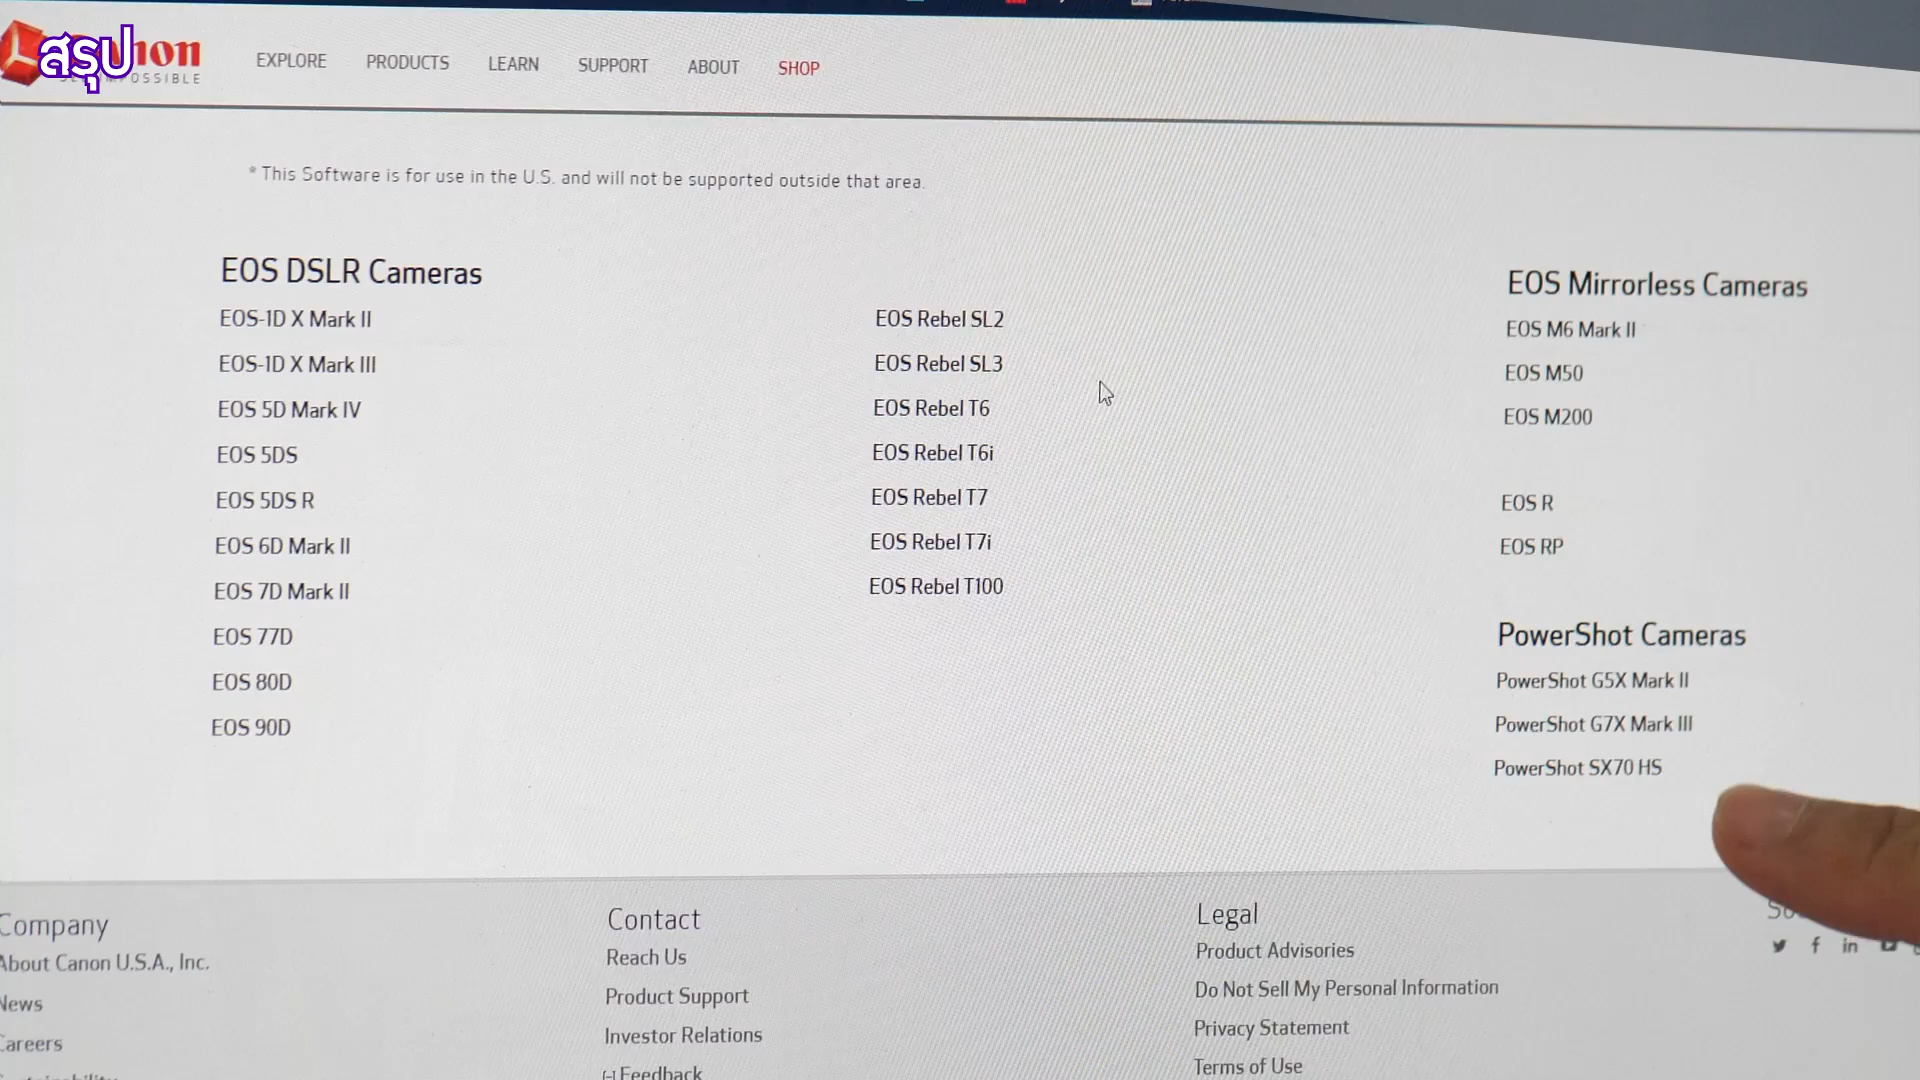 สรุป
EXPLORE PRODUCTS LEARN SUPPORT ABOUT SHOP
* This Software is for use in the U.S. and will not be supported outside that area.
EOS DSLR Cameras
EOS-1D X Mark II
EOS-1D X Mark III
EOS 5D Mark IV
EOS 5DS
EOS 5DS R
EOS 6D Mark II
EOS 7D Mark II
EOS 77D
EOS 80D
EOS 90D
EOS Rebel SL2
EOS Rebel SL3
EOS Rebel T6
EOS Rebel T6i
EOS Rebel T7
EOS Rebel T7i
EOS Rebel T100
EOS Mirrorless Cameras
EOS M6 Mark II
EOS M50
EOS M200
EOS R
EOS RP
PowerShot Cameras
PowerShot G5X Mark II
PowerShot G7X Mark III
PowerShot SX70 HS
Company
About Canon U.S.A., Inc.
News
Careers
Contact
Reach Us
Product Support
Investor Relations
[-] Feedback
Legal
Product Advisories
Do Not Sell My Personal Information
Privacy Statement
Terms of Use